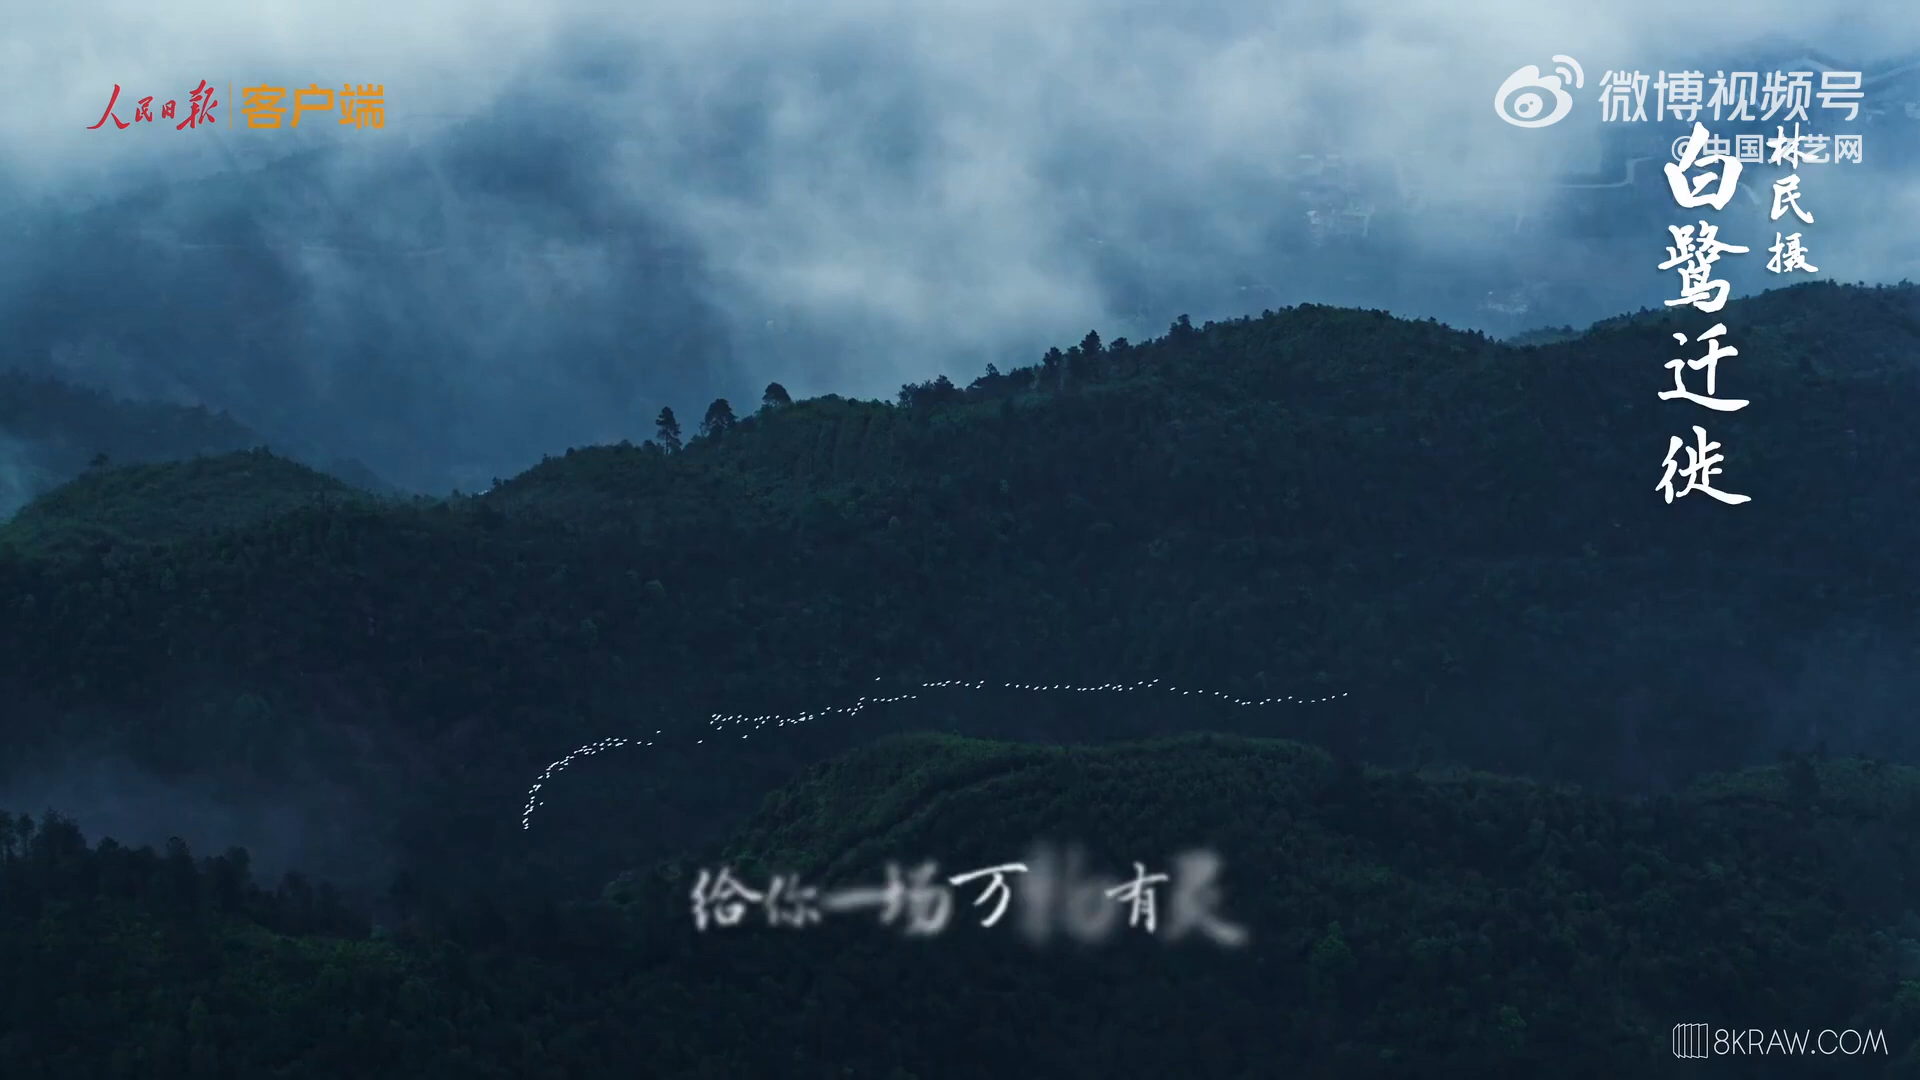 人民日报 客户端
微博视频号
@中国文艺网
林民摄
白鹭迁徙
给你一场万 有
8KRAW.COM